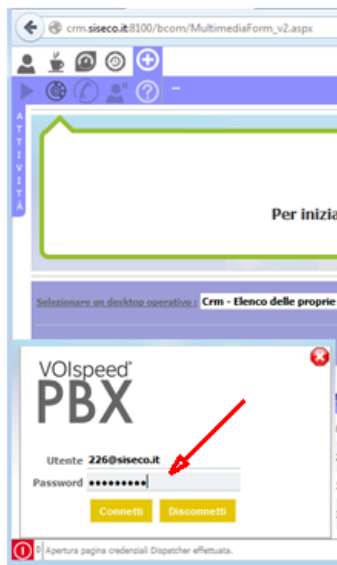 crm.siseco.it:8100/bcom/MultimediaForm_v2.aspx
ATTIVITÀ
Per inizia
Selezionare un desktop operativo : Crm - Elenco delle proprie
VOIspeed®
PBX
Utente 226@siseco.it
Password •••••••••
Connetti Disconnetti
Apertura pagina credenziali Dispatcher effettuata.